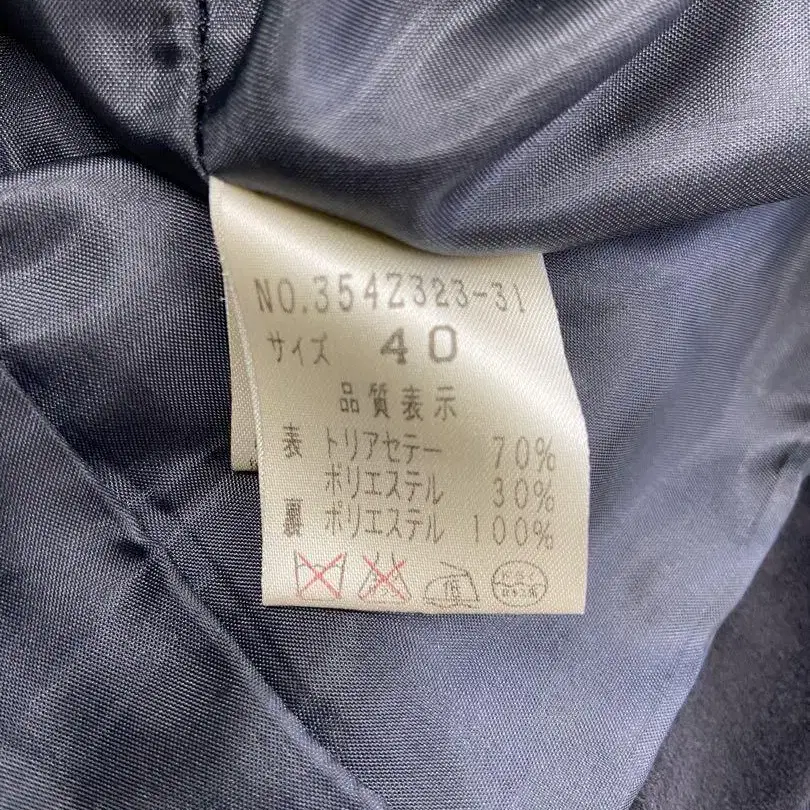 NO.354Z323-31
サイズ 40
品質表示
表 トリアセテー 70%
ポリエステル 30%
裏 ポリエステル 100%